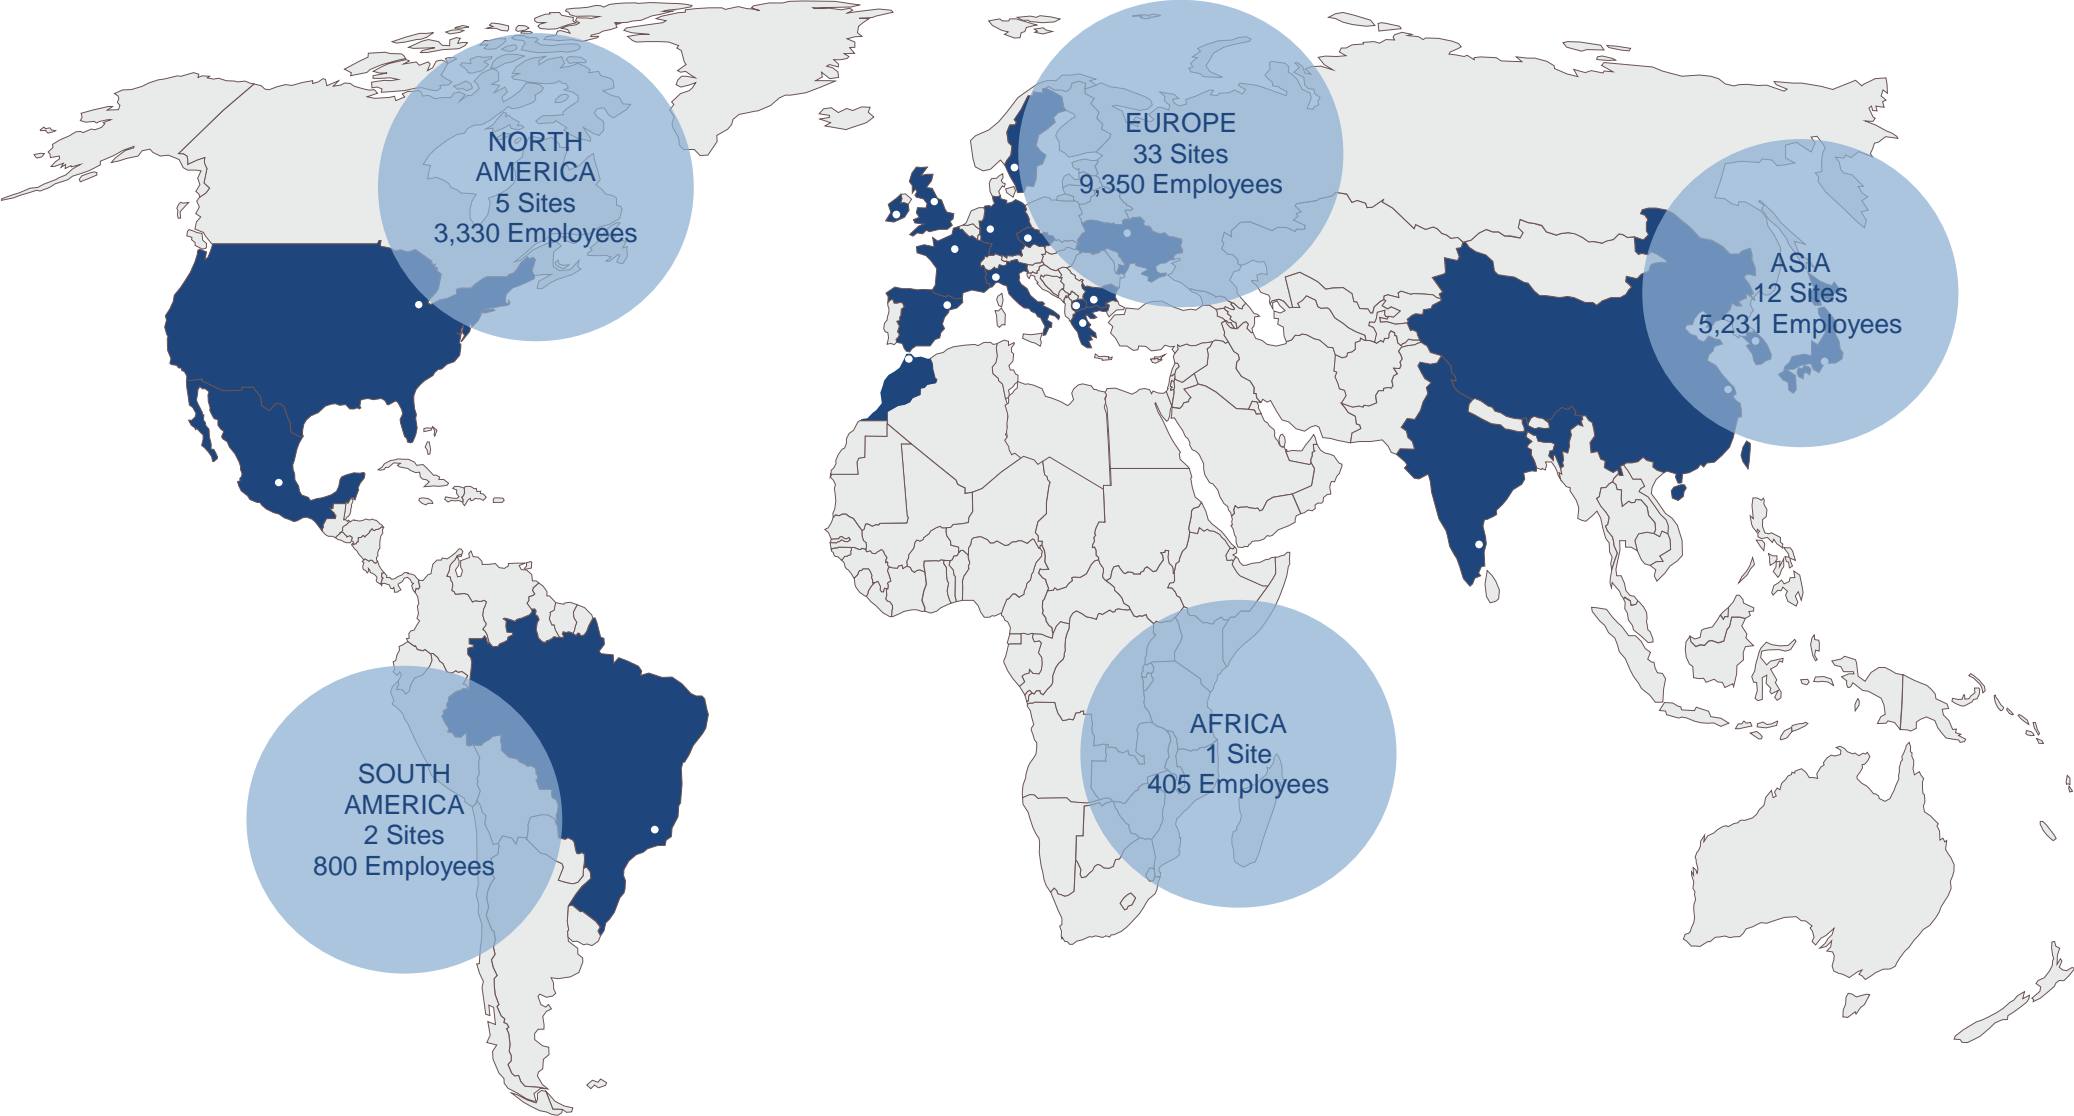 NORTH
AMERICA
5 Sites
3,330 Employees
EUROPE
33 Sites
9,350 Employees
ASIA
12 Sites
5,231 Employees
SOUTH
AMERICA
2 Sites
800 Employees
AFRICA
1 Site
405 Employees